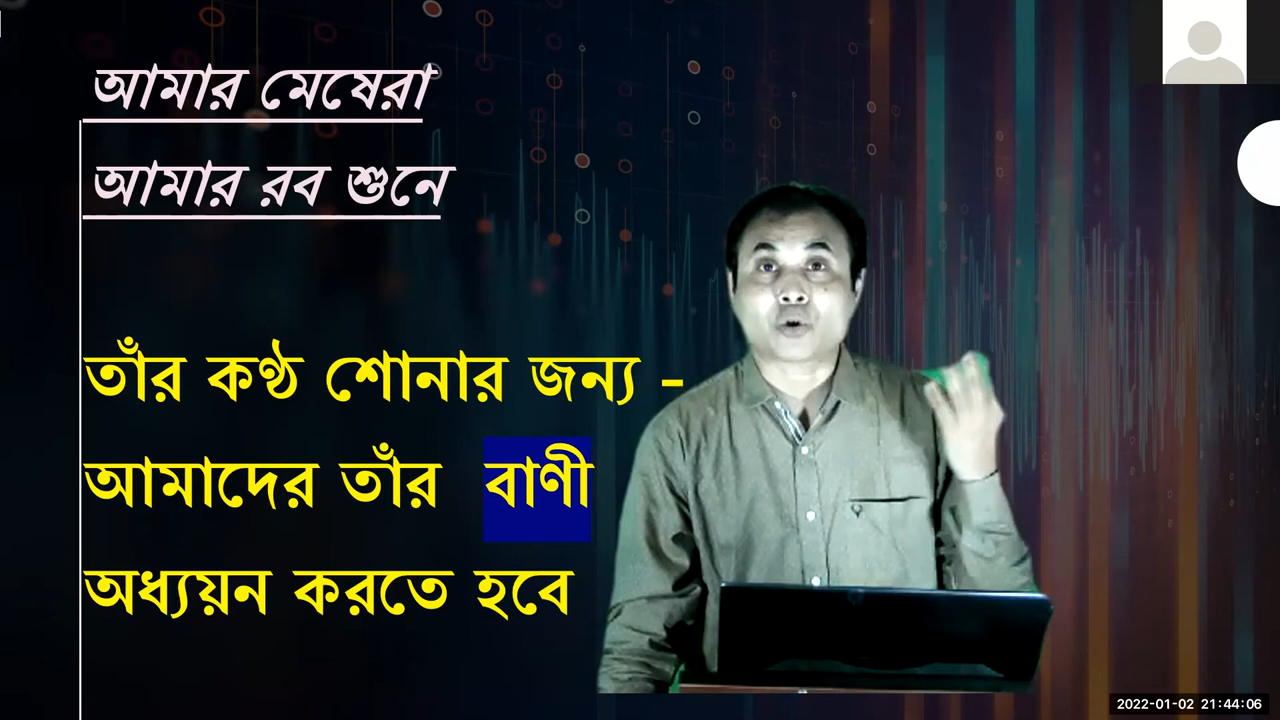 আমার মেষেরা
আমার রব শুনে
তাঁর কণ্ঠ শোনার জন্য -
আমাদের তাঁর বাণী
অধ্যয়ন করতে হবে
2022-01-02 21:44:06